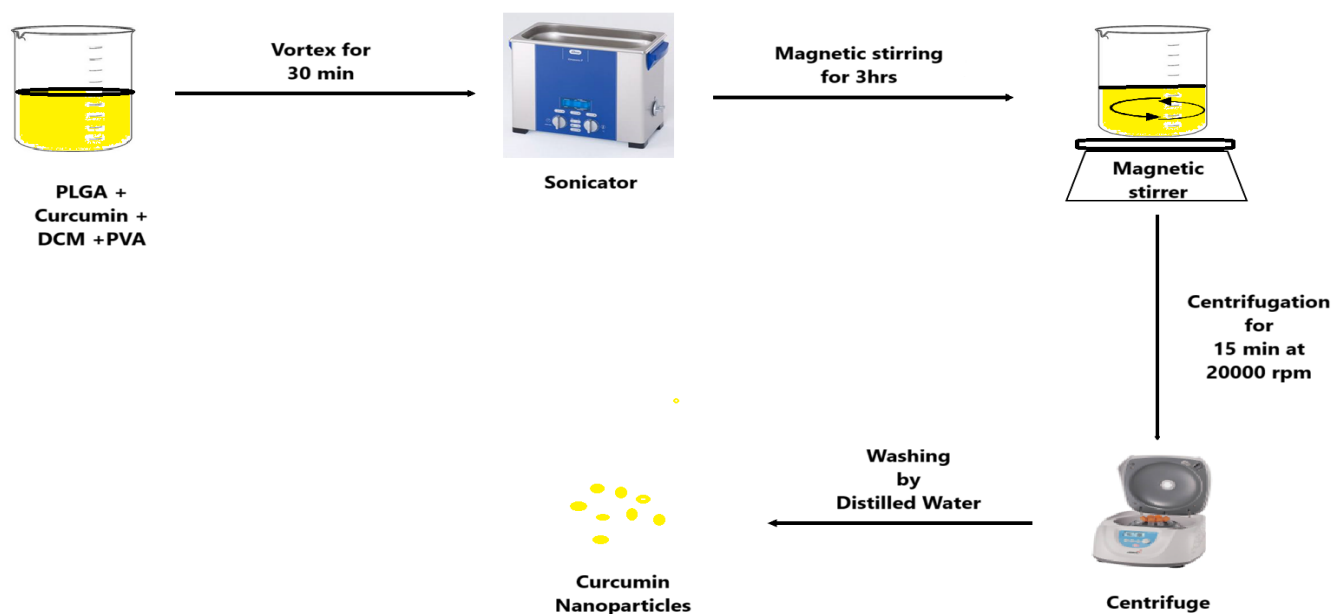 Vortex for
30 min
Magnetic stirring
for 3hrs
PLGA +
Curcumin +
DCM +PVA
Sonicator
Magnetic
stirrer
Centrifugation
for
15 min at
20000 rpm
Washing
by
Distilled Water
Curcumin
Nanoparticles
Centrifuge